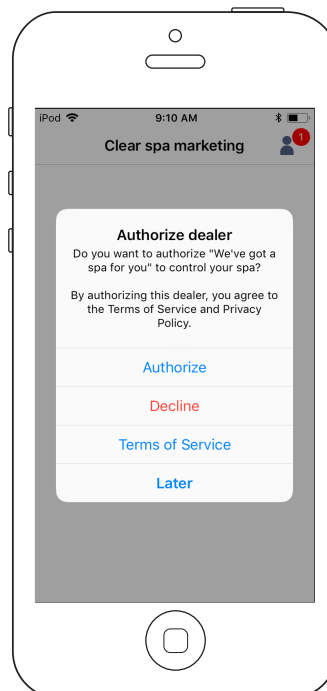 iPod 9:10 AM
Clear spa marketing 1
Authorize dealer
Do you want to authorize "We've got a
spa for you" to control your spa?
By authorizing this dealer, you agree to
the Terms of Service and Privacy
Policy.
Authorize
Decline
Terms of Service
Later